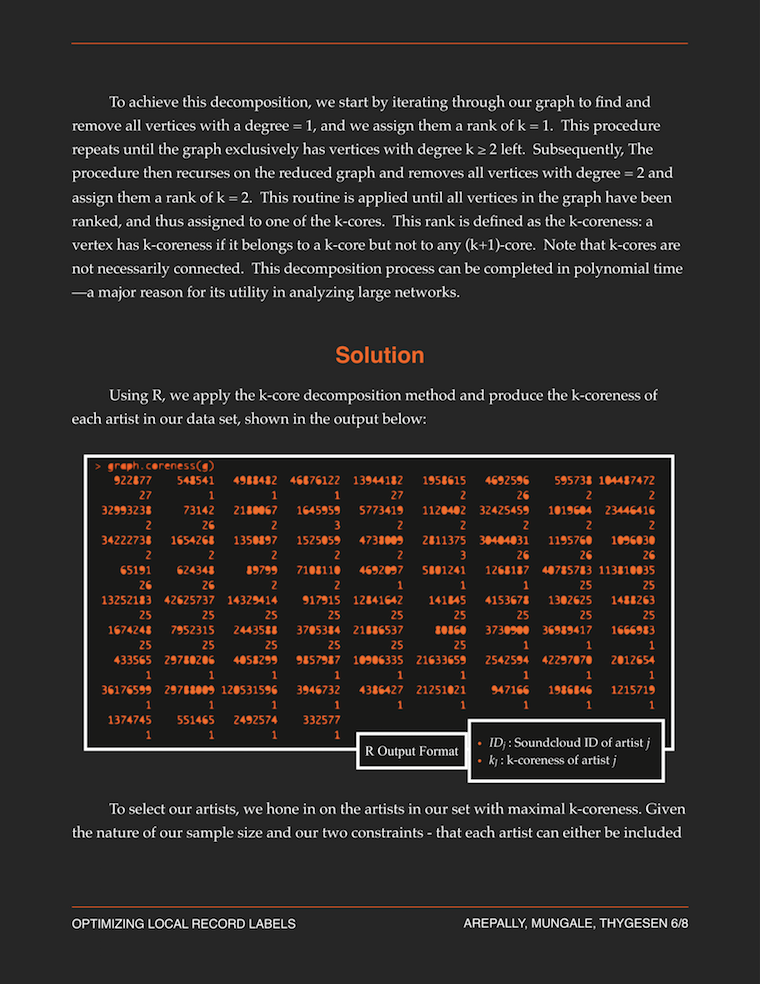 To achieve this decomposition, we start by iterating through our graph to find and
remove all vertices with a degree = 1, and we assign them a rank of k = 1.  This procedure
repeats until the graph exclusively has vertices with degree k ≥ 2 left.  Subsequently, The
procedure then recurses on the reduced graph and removes all vertices with degree = 2 and
assign them a rank of k = 2.  This routine is applied until all vertices in the graph have been
ranked, and thus assigned to one of the k-cores.  This rank is defined as the k-coreness: a
vertex has k-coreness if it belongs to a k-core but not to any (k+1)-core.  Note that k-cores are
not necessarily connected.  This decomposition process can be completed in polynomial time
—a major reason for its utility in analyzing large networks.
Solution
Using R, we apply the k-core decomposition method and produce the k-coreness of
each artist in our data set, shown in the output below:
> graph.coreness(g)
922877 548541 4988482 46876122 13944182 1958615 4692596 595738 104487472
27 1 1 1 27 2 26 2 2
32993238 73142 2180067 1645959 5773419 1120402 32425459 1019604 23446416
2 26 2 3 2 2 2 2 2
34222738 1654268 1350897 1525059 4738009 2811375 30404031 1195760 1096030
2 2 2 2 2 3 26 26 26
65191 624348 89799 7108110 4692097 5801241 1268187 40785783 113810035
26 26 2 2 1 1 1 25 25
13252183 42625737 14329414 917915 12841642 141845 4153678 1302625 1488263
25 25 25 25 25 25 25 25 25
1674248 7952315 2443588 3705384 21886537 80860 3730900 36989417 1666983
25 25 25 25 25 25 1 1 1
433565 29780206 4058299 9857987 10906335 21633659 2542594 42297070 2012654
1 1 1 1 1 1 1 1 1
36176599 29788009 120531596 3946732 4386427 21251021 947166 1986846 1215719
1 1 1 1 1 1 1 1 1
1374745 551465 2492574 332577
1 1 1 1
R Output Format
• IDj : Soundcloud ID of artist j
• kj : k-coreness of artist j
To select our artists, we hone in on the artists in our set with maximal k-coreness. Given
the nature of our sample size and our two constraints - that each artist can either be included
OPTIMIZING LOCAL RECORD LABELS AREPALLY, MUNGALE, THYGESEN 6/8